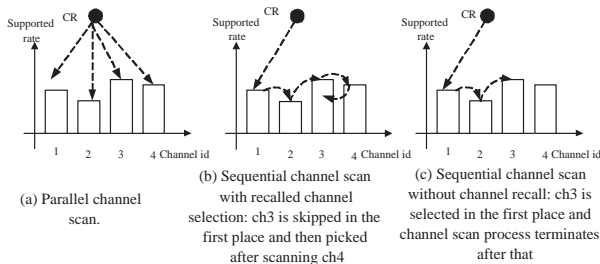 Supported
rate
CR
1
2
3
4 Channel id
(a) Parallel channel
scan.
Supported
rate
CR
1
2
3
4 Channel id
(b) Sequential channel scan
with recalled channel
selection: ch3 is skipped in the
first place and then picked
after scanning ch4
Supported
rate
CR
1
2
3
4 Channel id
(c) Sequential channel scan
without channel recall: ch3 is
selected in the first place and
channel scan process terminates
after that